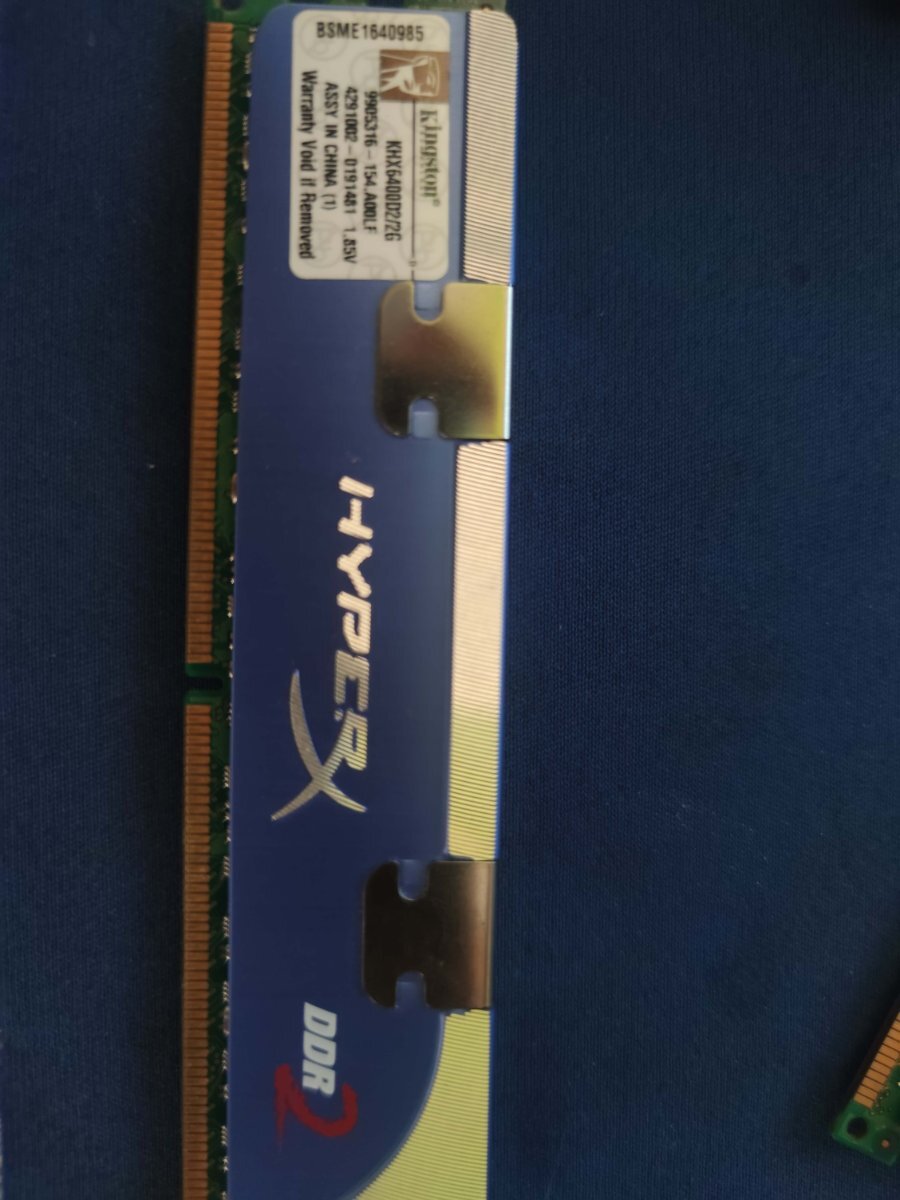 BSME1640985
Kingston®
KHX6400D2/2G
9905316-154.A00LF
4291002-0191481 1.85V
ASSY IN CHINA (1)
Warranty Void if Removed
HYPERX
DDR2